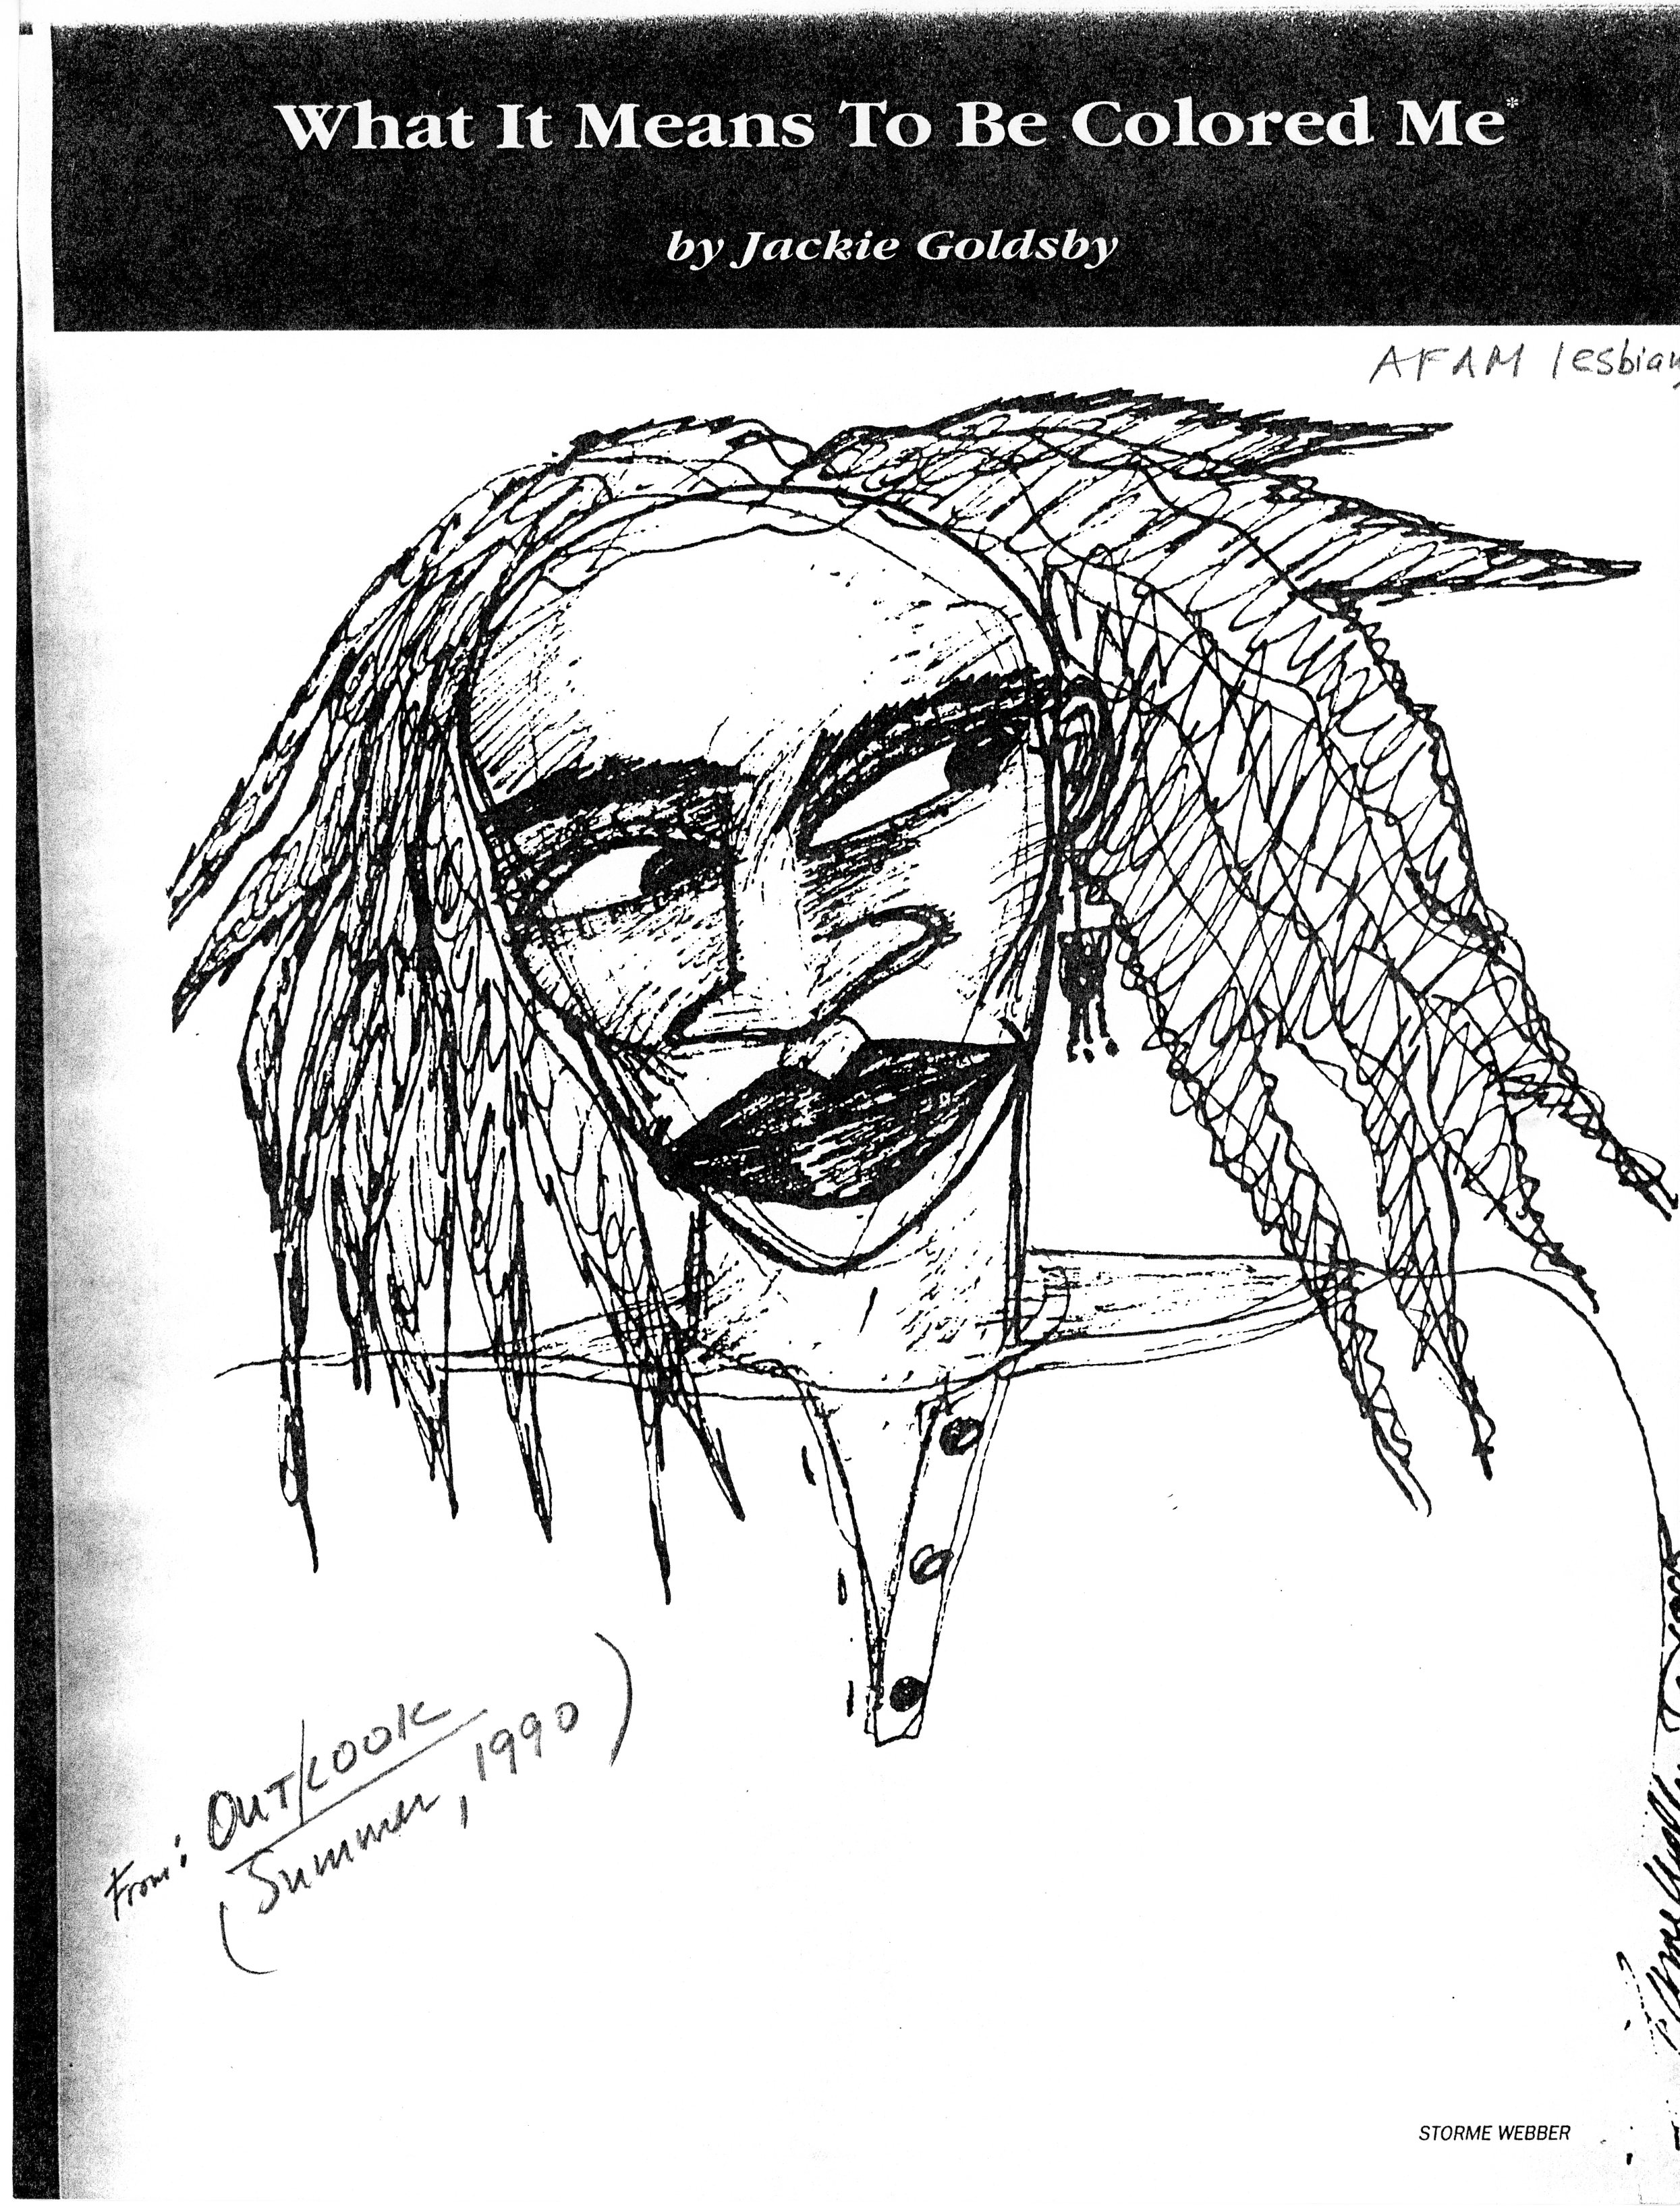 What It Means To Be Colored Me*
by Jackie Goldsby
AFAM lesbian
From: OUT/LOOK
(Summer, 1990)
STORME WEBBER